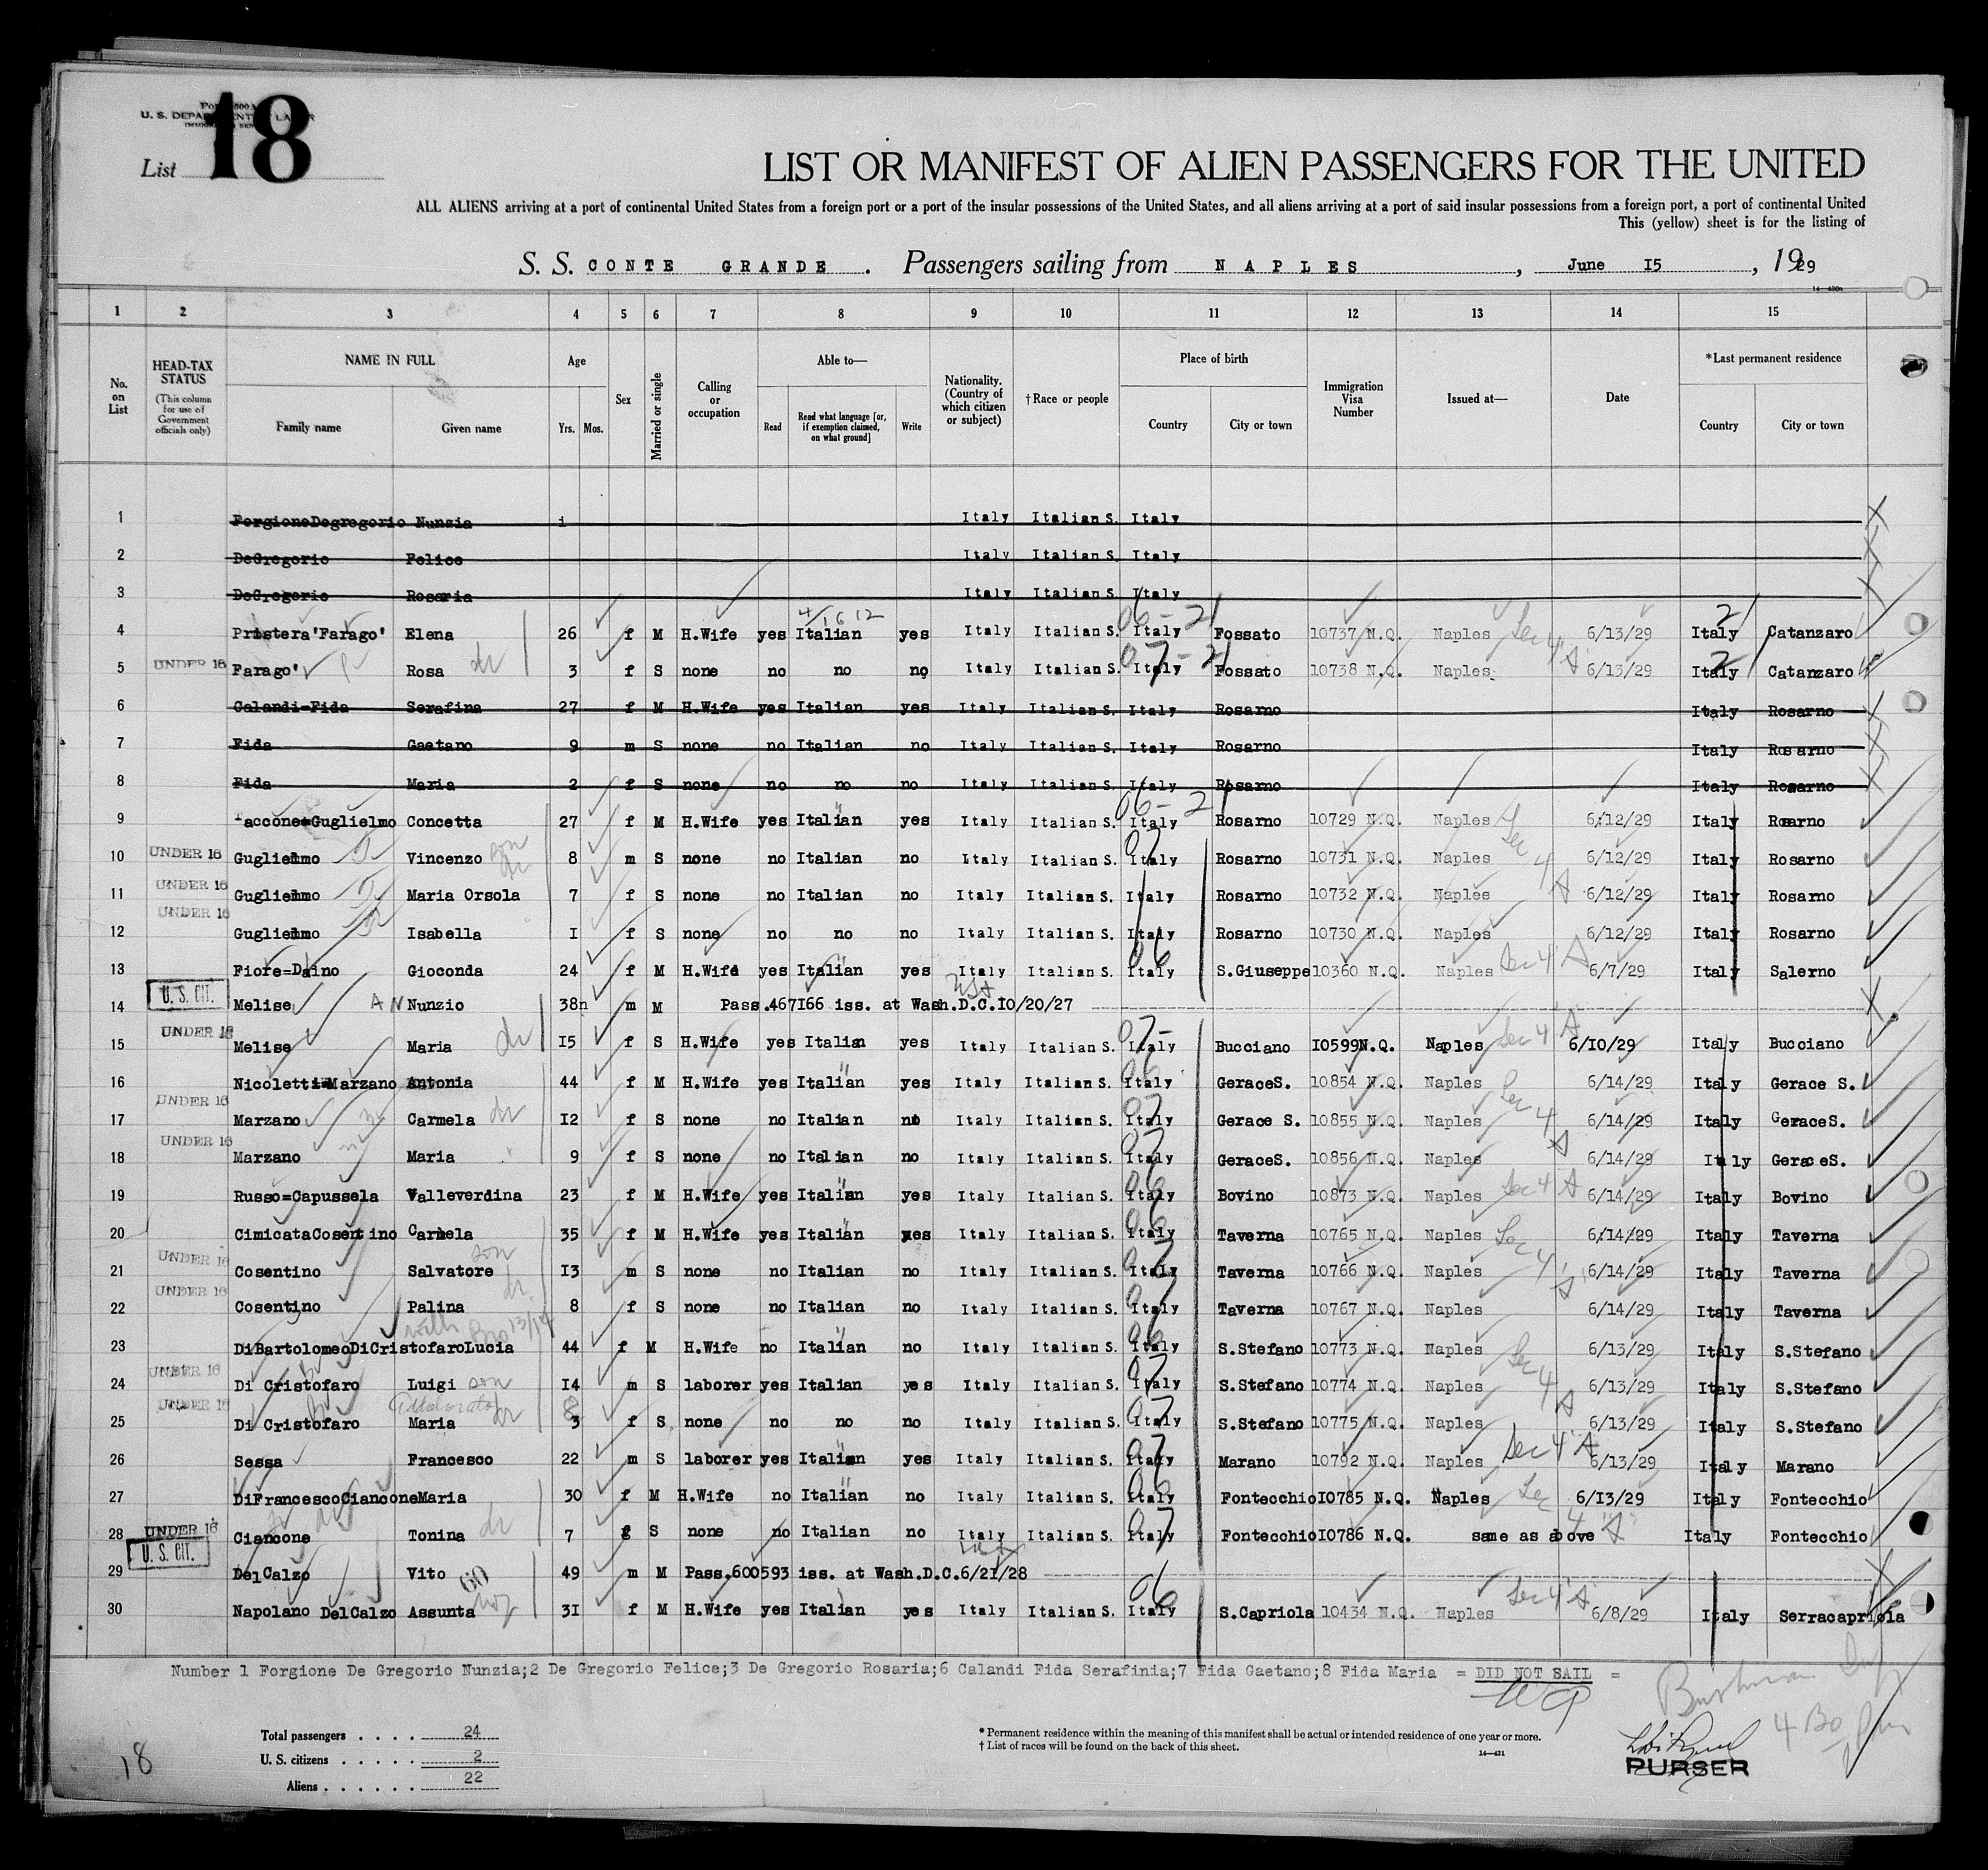 Form 500
U. S. DEPARTMENT OF LABOR
List 18
LIST OR MANIFEST OF ALIEN PASSENGERS FOR THE UNITED
ALL ALIENS arriving at a port of continental United States from a foreign port or a port of the insular possessions of the United States, and all aliens arriving at a port of said insular possessions from a foreign port, a port of continental United
This (yellow) sheet is for the listing of
S. S. CONTE GRANDE . Passengers sailing from NAPLES , June 15 , 1929
1 2 3 4 5 6 7 8 9 10 11 12 13 14 15
No. on List
HEAD-TAX STATUS (This column for use of Government officials only)
NAME IN FULL Family name Given name
Age Yrs. Mos.
Sex
Married or single
Calling or occupation
Able to— Read Read what language [or, if exemption claimed, on what ground] Write
Nationality. (Country of which citizen or subject)
†Race or people
Place of birth Country City or town
Immigration Visa Number
Issued at—
Date
*Last permanent residence Country City or town
1 ForgioneDegregorio Nunzia i Italy Italian S. Italy
2 DeGregorio Felice Italy Italian S. Italy
3 DeGregorio Rosaria Italy Italian S. Italy
4 Pristera'Farago' Elena 26 f M H.Wife yes Italian yes Italy Italian S. Italy Fossato 10737 N.Q. Naples 6/13/29 Italy Catanzaro
5 UNDER 16 Farago' Rosa dr 3 f S none no no no Italy Italian S. Italy Fossato 10738 N.Q. Naples 6/13/29 Italy Catanzaro
6 Calandi=Fida Serafina 27 f M H.Wife yes Italian yes Italy Italian S. Italy Rosarno Italy Rosarno
7 Fida Gaetano 9 m S none no Italian no Italy Italian S. Italy Rosarno Italy Rosarno
8 Fida Maria 2 f S none no no no Italy Italian S. Italy Rosarno Italy Rosarno
9 Taccone=Guglielmo Concetta 27 f M H.Wife yes Italian yes Italy Italian S. Italy Rosarno 10729 N.Q. Naples 6/12/29 Italy Rosarno
10 UNDER 16 Guglielmo Vincenzo son 8 m S none no Italian no Italy Italian S. Italy Rosarno 10731 N.Q. Naples 6/12/29 Italy Rosarno
11 UNDER 16 Guglielmo Maria Orsola dr 7 f S none no Italian no Italy Italian S. Italy Rosarno 10732 N.Q. Naples 6/12/29 Italy Rosarno
12 UNDER 16 Guglielmo Isabella I f S none no no no Italy Italian S. Italy Rosarno 10730 N.Q. Naples 6/12/29 Italy Rosarno
13 Fiore=Daino Gioconda 24 f M H.Wife yes Italian yes Italy Italian S. Italy S.Giuseppe 10360 N.Q. Naples 6/7/29 Italy Salerno
14 U. S. CIT. Melise Nunzio 38n m M Pass.467I66 iss. at Wash.D.C.I0/20/27
15 UNDER 16 Melise Maria dr I5 f S H.Wife yes Italian yes Italy Italian S. Italy Bucciano I0599N.Q. Naples 6/I0/29 Italy Bucciano
16 Nicoletti=Marzano Antonia 44 f M H.Wife yes Italian yes Italy Italian S. Italy GeraceS. 10854 N.Q. Naples 6/14/29 Italy Gerace S.
17 UNDER 16 Marzano Carmela dr I2 f S none no Italian no Italy Italian S. Italy Gerace S. 10855 N.Q. Naples 6/14/29 Italy GeraceS.
18 UNDER 16 Marzano Maria " 9 f S none no Italian no Italy Italian S. Italy GeraceS. 10856 N.Q. Naples 6/14/29 Italy GeraceS.
19 Russo=Capussela Valleverdina 23 f M H.Wife yes Italian yes Italy Italian S. Italy Bovino 10873 N.Q. Naples 6/14/29 Italy Bovino
20 CimicataCosentino Carmela 35 f M H.Wife yes Italian yes Italy Italian S. Italy Taverna 10765 N.Q. Naples 6/14/29 Italy Taverna
21 UNDER 16 Cosentino Salvatore son I3 m S none no Italian no Italy Italian S. Italy Taverna 10766 N.Q. Naples 6/14/29 Italy Taverna
22 UNDER 16 Cosentino Palina dr. 8 f S none no Italian no Italy Italian S. Italy Taverna 10767 N.Q. Naples 6/14/29 Italy Taverna
23 DiBartolomeoDiCristofaroLucia 44 f M H.Wife no Italian no Italy Italian S. Italy S.Stefano 10773 N.Q. Naples 6/13/29 Italy S.Stefano
24 UNDER 16 Di Cristofaro Luigi son I4 m S laborer yes Italian yes Italy Italian S. Italy S.Stefano 10774 N.Q. Naples 6/13/29 Italy S.Stefano
25 UNDER 16 Di Cristofaro Maria dr 3 f S none no no no Italy Italian S. Italy S.Stefano 10775 N.Q. Naples 6/13/29 Italy S.Stefano
26 Sessa Francesco 22 m S laborer yes Italian yes Italy Italian S. Italy Marano 10792 N.Q. Naples Sec 4 A 6/13/29 Italy Marano
27 DiFrancescoCianconeMaria 30 f M H.Wife no Italian no Italy Italian S. Italy Fontecchio I0785 N.Q. Naples 6/I3/29 Italy Fontecchio
28 UNDER 16 Ciancone Tonina dr 7 f S none no Italian no Italy Italian S. Italy Fontecchio I0786 N.Q. same as above Italy Fontecchio
29 U. S. CIT. DelCalzo Vito 49 m M Pass.600593 iss. at Wash.D.C.6/2I/28
30 Napolano DelCalzo Assunta 3I f M H.Wife yes Italian yes Italy Italian S. Italy S.Capriola 10434 N.Q. Naples 6/8/29 Italy Serracapriola
Number 1 Forgione De Gregorio Nunzia;2 De Gregorio Felice;3 De Gregorio Rosaria;6 Calandi Fida Serafinia;7 Fida Gaetano;8 Fida Maria = DID NOT SAIL =
Total passengers . . . . 24
U. S. citizens . . . . . 2
Aliens . . . . . . 22
* Permanent residence within the meaning of this manifest shall be actual or intended residence of one year or more.
† List of races will be found on the back of this sheet.
14—431
PURSER
18